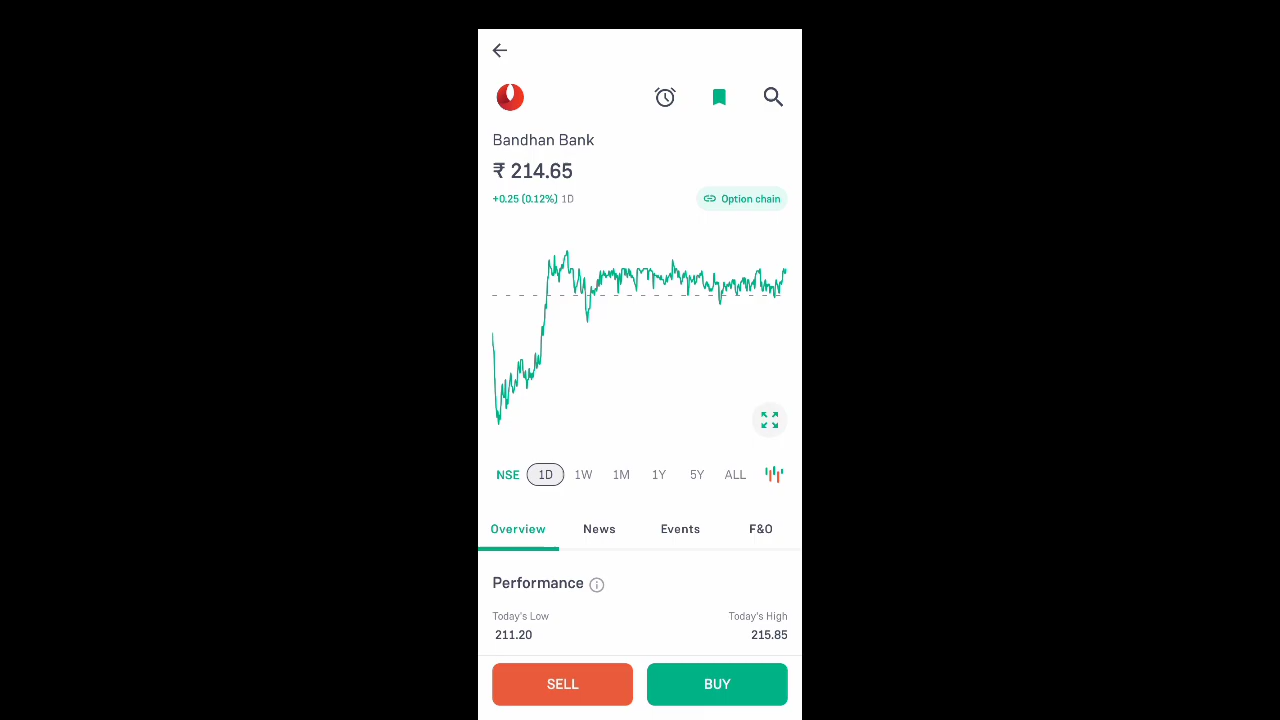 Bandhan Bank
₹ 214.65
+0.25 (0.12%) 1D
Option chain
NSE 1D 1W 1M 1Y 5Y ALL
Overview News Events F&O
Performance
Today's Low Today's High
211.20 215.85
SELL BUY